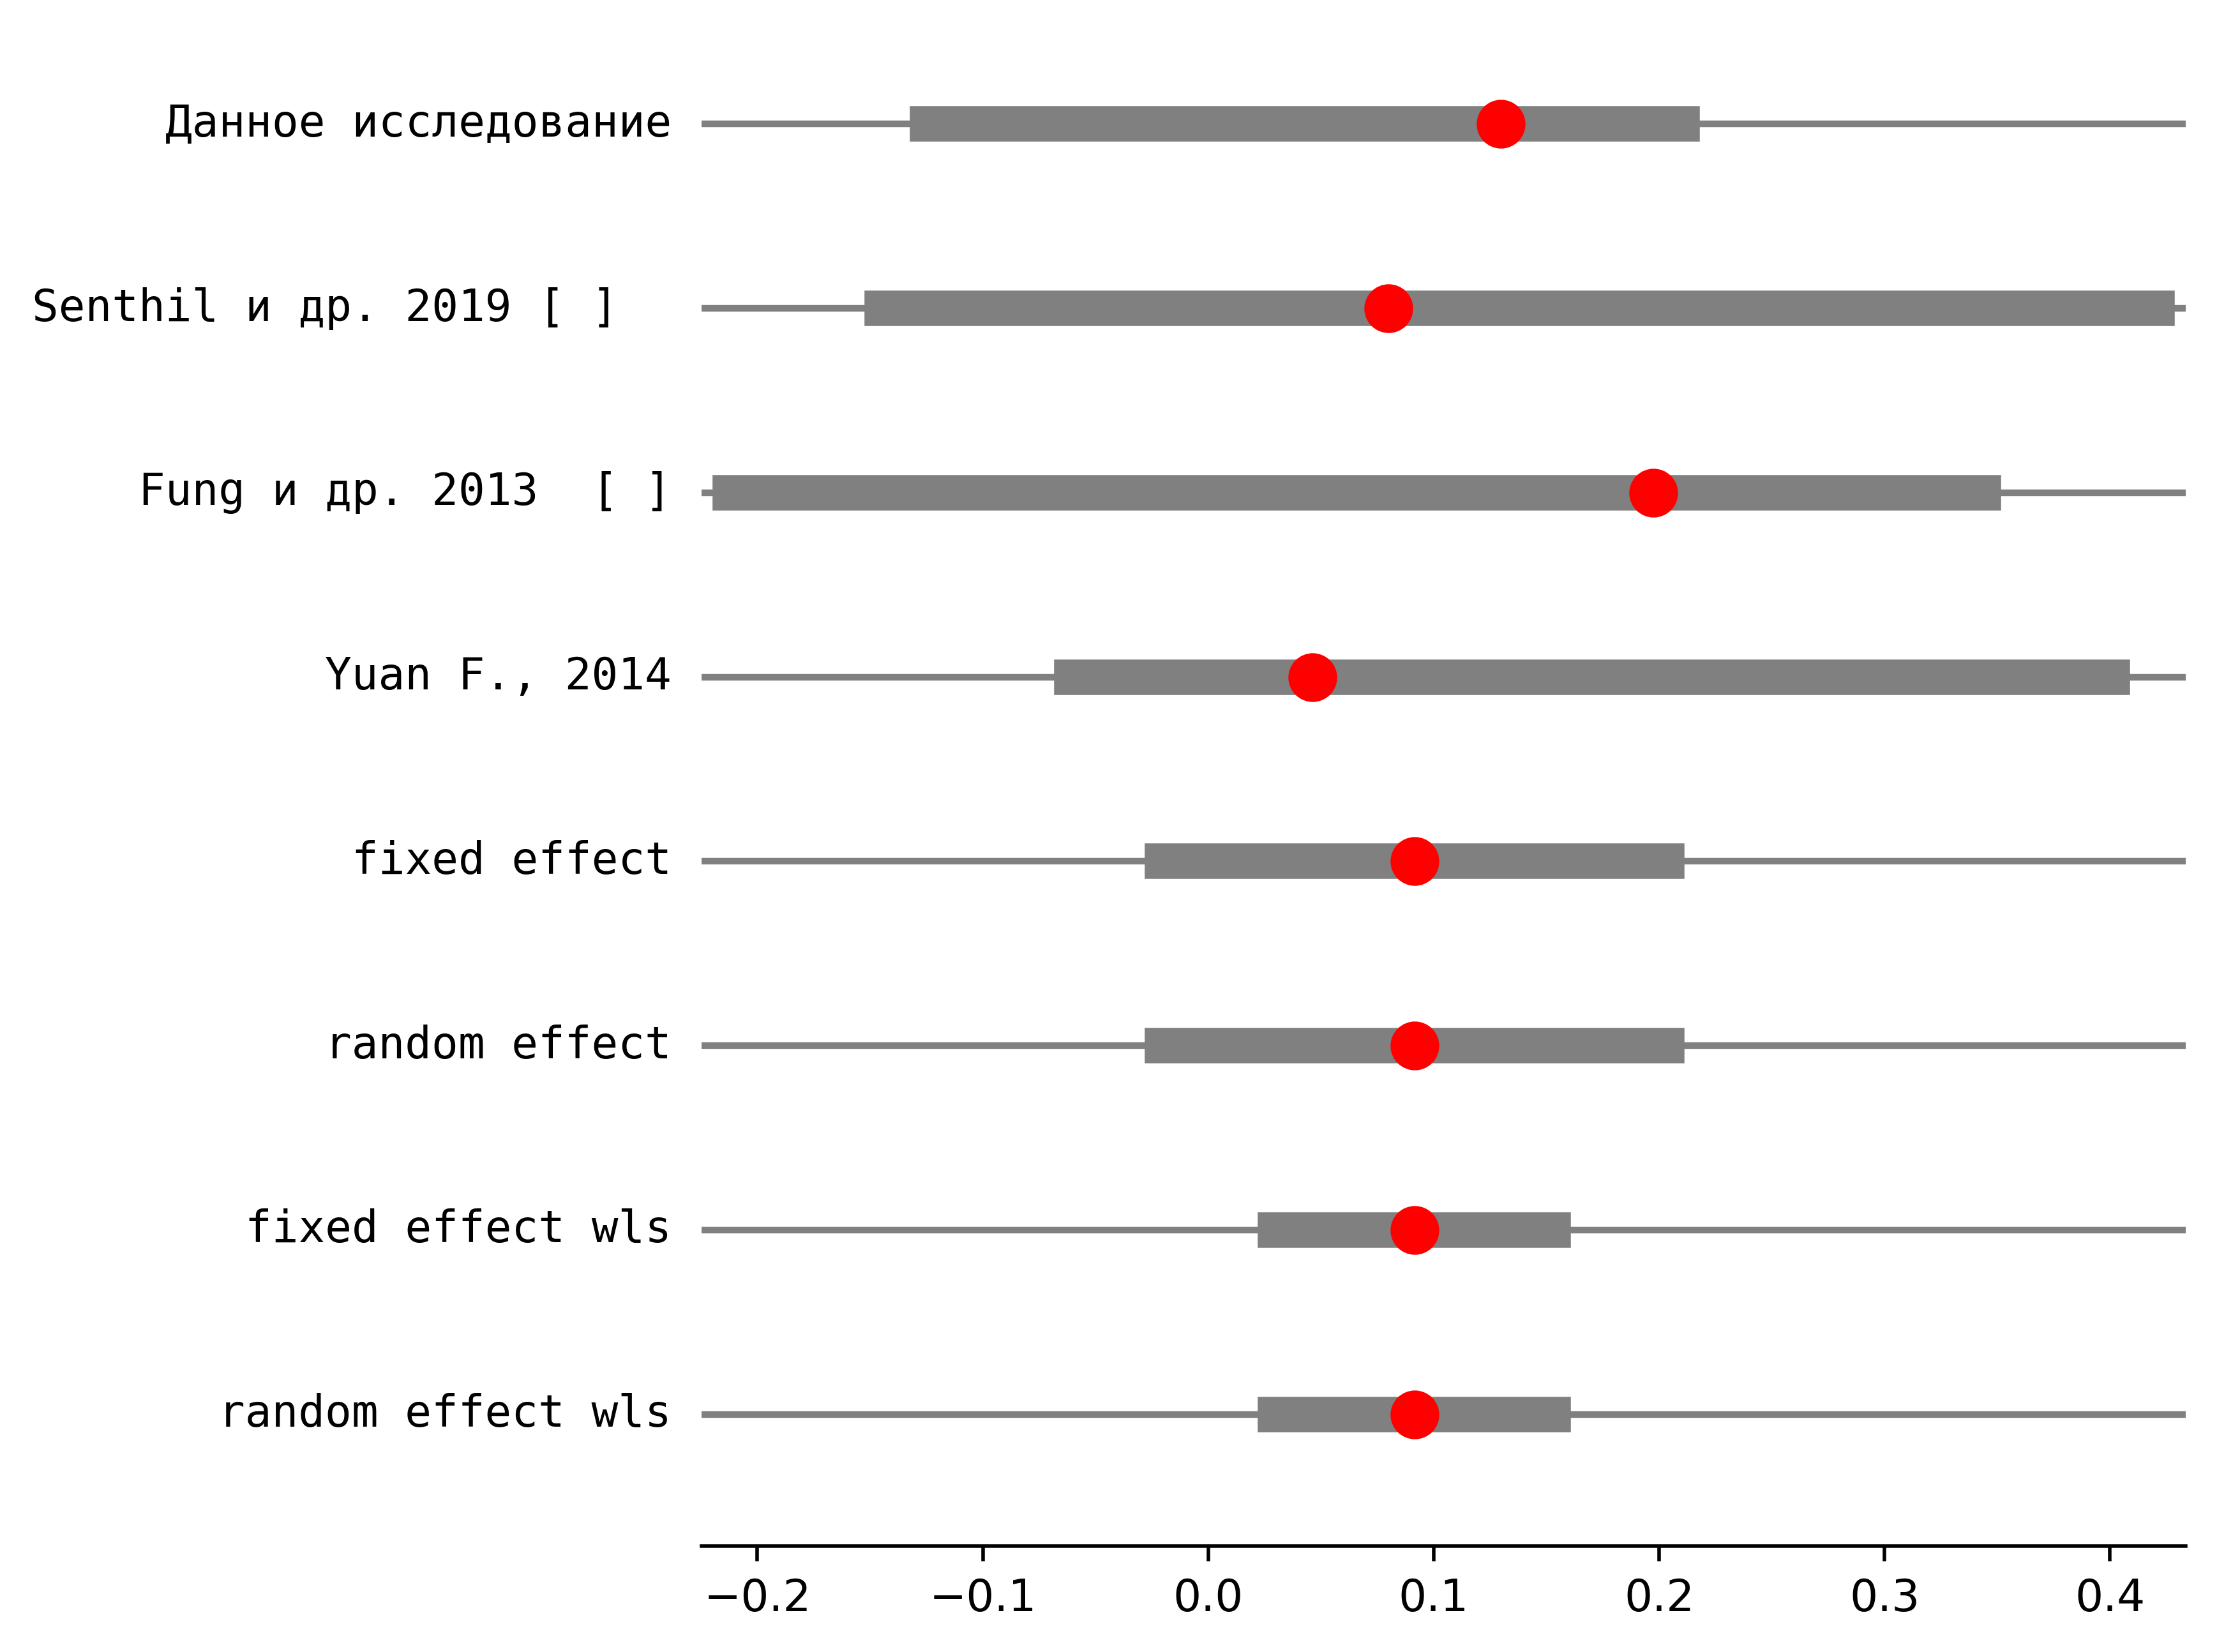 Данное исследование
Senthil и др. 2019 [ ]
Fung и др. 2013  [ ]
Yuan F., 2014
fixed effect
random effect
fixed effect wls
random effect wls
−0.2 −0.1 0.0 0.1 0.2 0.3 0.4